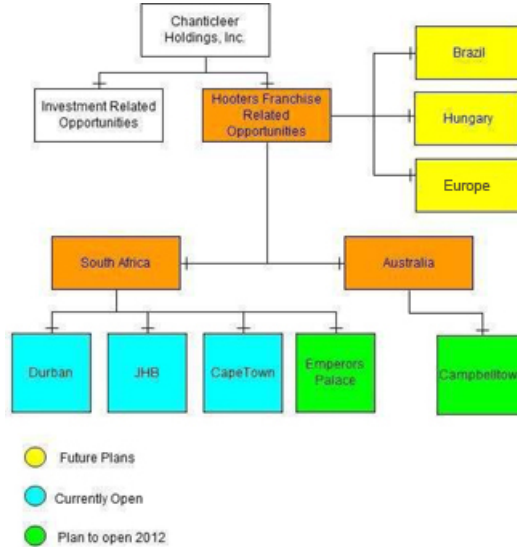 Chanticleer
Holdings, Inc.
Brazil
Investment Related
Opportunities
Hooters Franchise
Related
Opportunities
Hungary
Europe
South Africa
Australia
Durban
JHB
CapeTown
Emperors
Palace
Campbelltow
Future Plans
Currently Open
Plan to open 2012